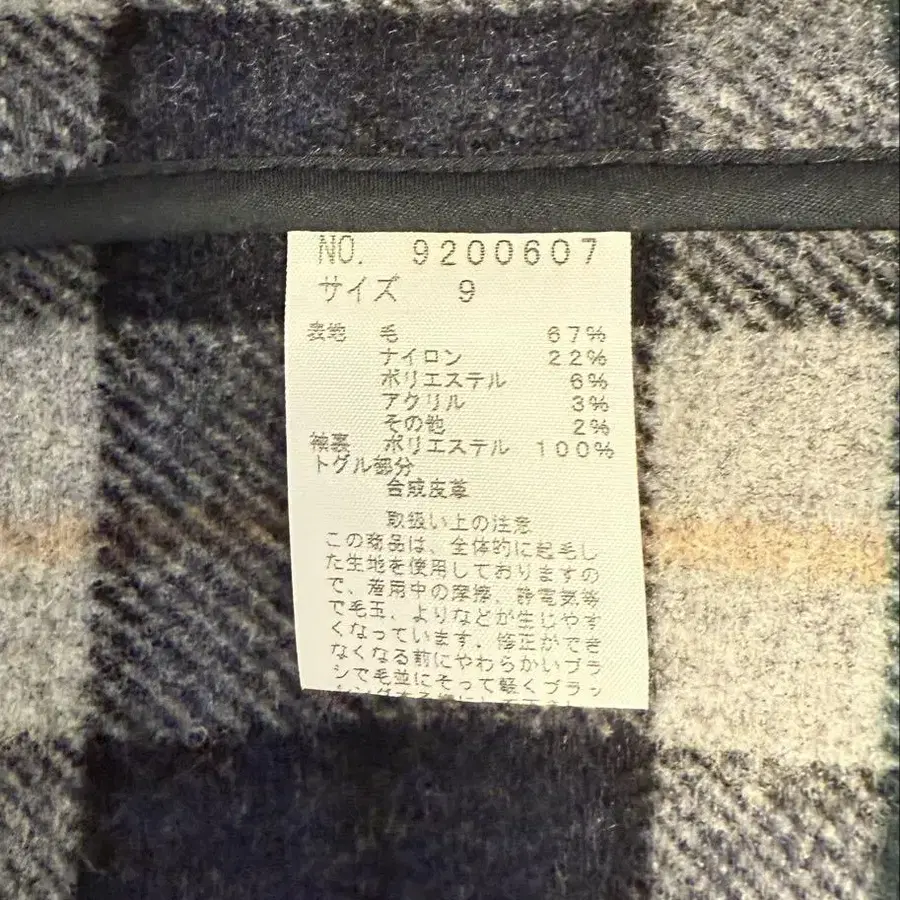 NO. 9200607
サイズ 9
表地 毛 67%
ナイロン 22%
ポリエステル 6%
アクリル 3%
その他 2%
袖裏 ポリエステル 100%
トグル部分
合成皮革
取扱い上の注意
この商品は、全体的に起毛し
た生地を使用しておりますの
で、着用中の摩擦、静電気等
で毛玉、よりなどが生じやす
くなっています。修正ができ
なくなる前にやわらかいブラ
シで毛並にそって軽くブラッ